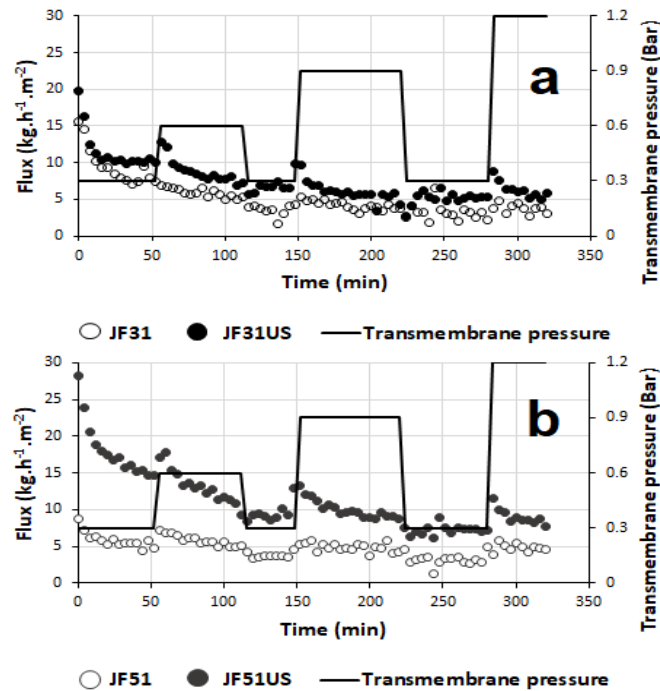 30
25
20
15
10
5
0
Flux (kg.h⁻¹.m⁻²)
a
1.2
0.9
0.6
0.3
0
Transmembrane pressure (Bar)
0 50 100 150 200 250 300 350
Time (min)
JF31 JF31US Transmembrane pressure
30
25
20
15
10
5
0
Flux (kg.h⁻¹.m⁻²)
b
1.2
0.9
0.6
0.3
0
Transmembrane pressure (Bar)
0 50 100 150 200 250 300 350
Time (min)
JF51 JF51US Transmembrane pressure